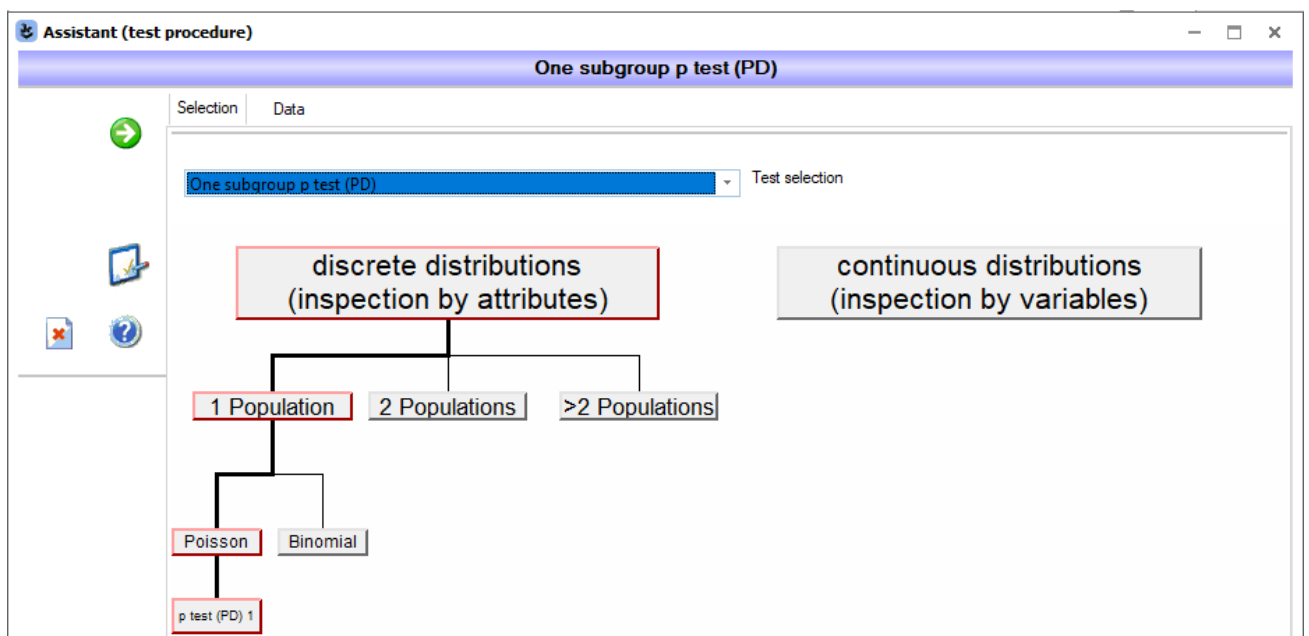 Assistant (test procedure)
One subgroup p test (PD)
Selection Data
One subgroup p test (PD) Test selection
discrete distributions
(inspection by attributes)
continuous distributions
(inspection by variables)
1 Population 2 Populations >2 Populations
Poisson Binomial
p test (PD) 1